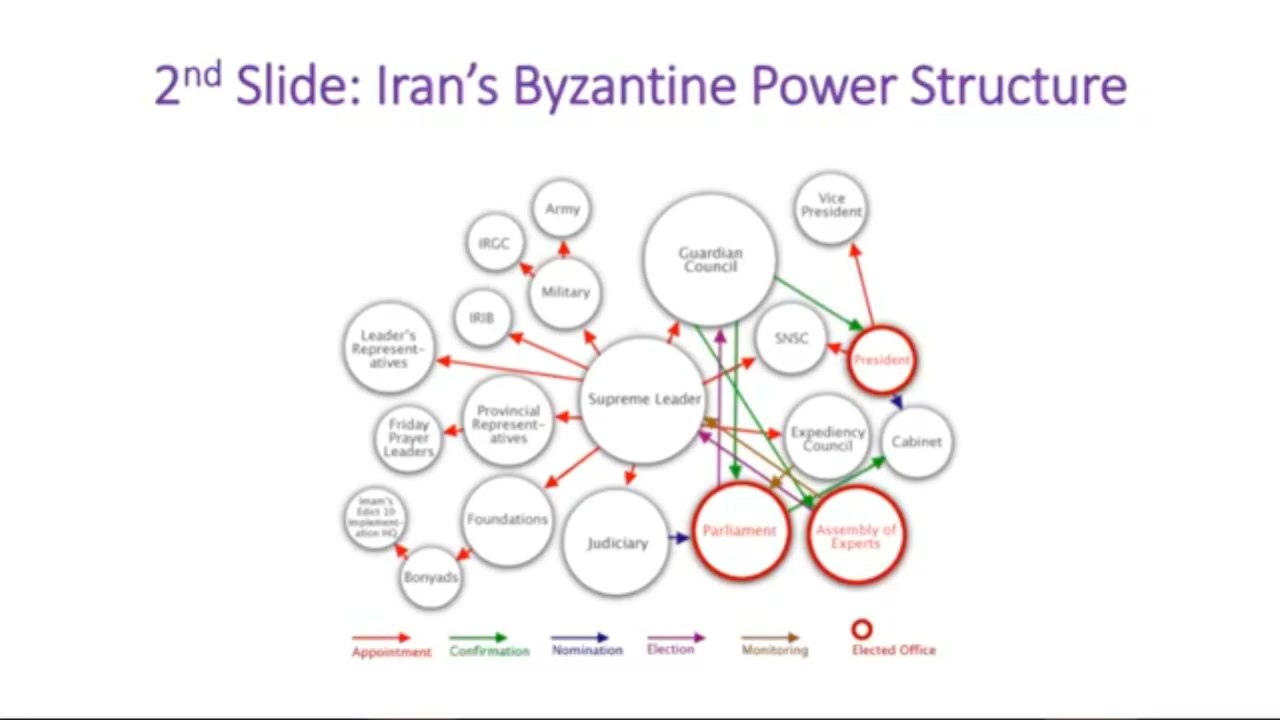 2nd Slide: Iran's Byzantine Power Structure
Army
IRGC
Military
Guardian
Council
Vice
President
IRIB
SNSC
Leader's
Represent-
atives
President
Supreme Leader
Provincial
Represent-
atives
Friday
Prayer
Leaders
Expediency
Council
Cabinet
Imam's
Edict 10
Implement-
ation HQ
Foundations
Judiciary
Parliament
Assembly of
Experts
Bonyads
Appointment
Confirmation
Nomination
Election
Monitoring
Elected Office